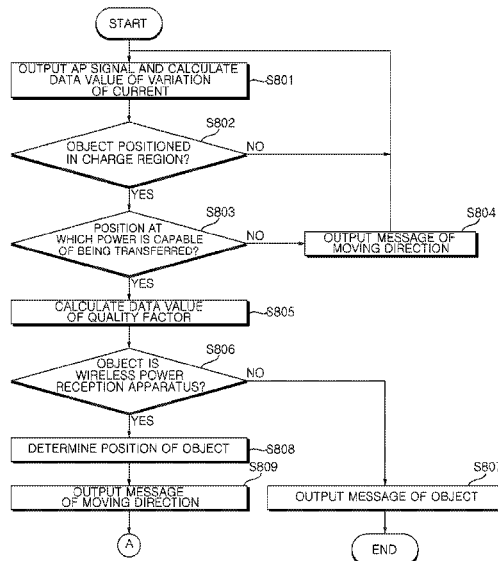 START
OUTPUT AP SIGNAL AND CALCULATE
DATA VALUE OF VARIATION
OF CURRENT
S801
S802
OBJECT POSITIONED
IN CHARGE REGION?
NO
YES
S803
POSITION AT
WHICH POWER IS CAPABLE
OF BEING TRANSFERRED?
NO
S804
OUTPUT MESSAGE OF
MOVING DIRECTION
YES
CALCULATE DATA VALUE
OF QUALITY FACTOR
S805
S806
OBJECT IS
WIRELESS POWER
RECEPTION APPARATUS?
NO
YES
DETERMINE POSITION OF OBJECT
S808
S809
S807
OUTPUT MESSAGE
OF MOVING DIRECTION
OUTPUT MESSAGE OF OBJECT
A
END